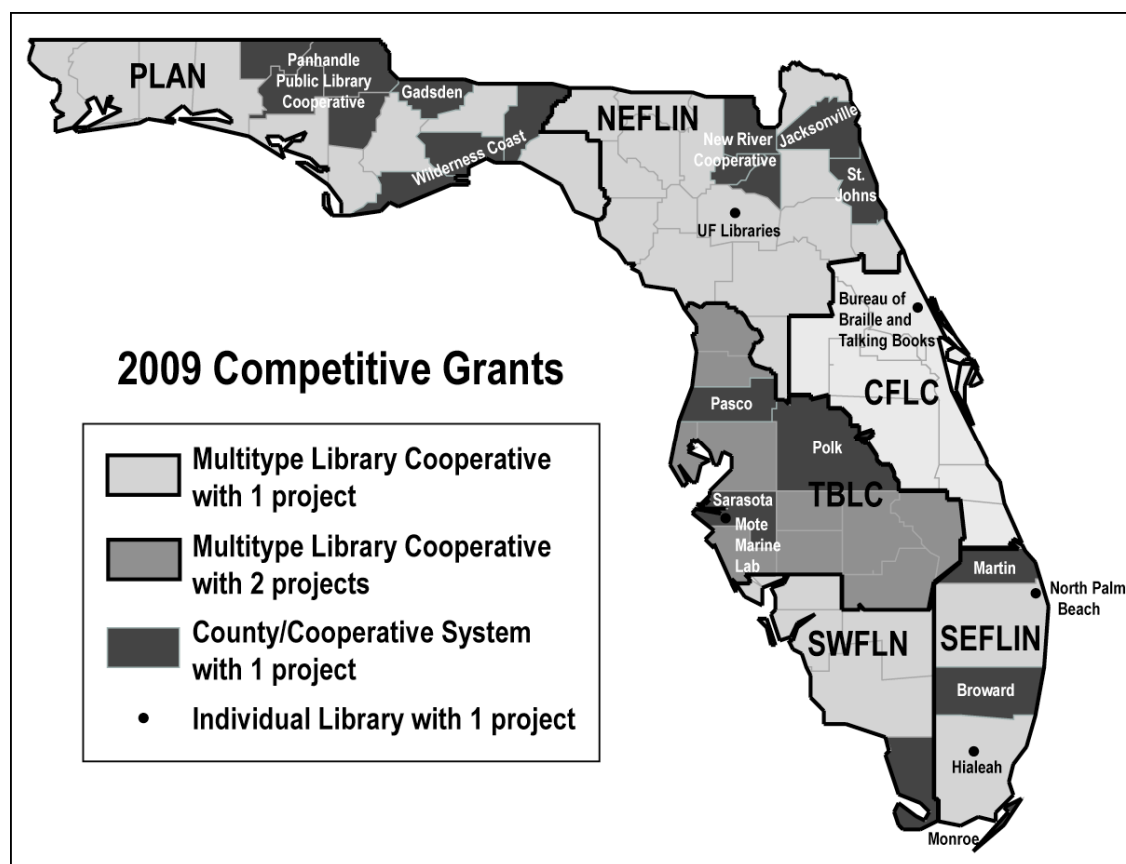 PLAN
Panhandle
Public Library
Cooperative
Gadsden
Wilderness Coast
NEFLIN
New River
Cooperative
Jacksonville
St.
Johns
UF Libraries
Bureau of
Braille and
Talking Books
CFLC
2009 Competitive Grants
Pasco
Polk
TBLC
Sarasota
Mote
Marine
Lab
Multitype Library Cooperative
with 1 project
Multitype Library Cooperative
with 2 projects
County/Cooperative System
with 1 project
Individual Library with 1 project
Martin
North Palm
Beach
SWFLN
SEFLIN
Broward
Hialeah
Monroe